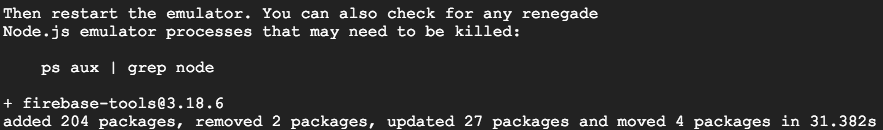 Then restart the emulator. You can also check for any renegade
Node.js emulator processes that may need to be killed:
ps aux | grep node
+ firebase-tools@3.18.6
added 204 packages, removed 2 packages, updated 27 packages and moved 4 packages in 31.382s